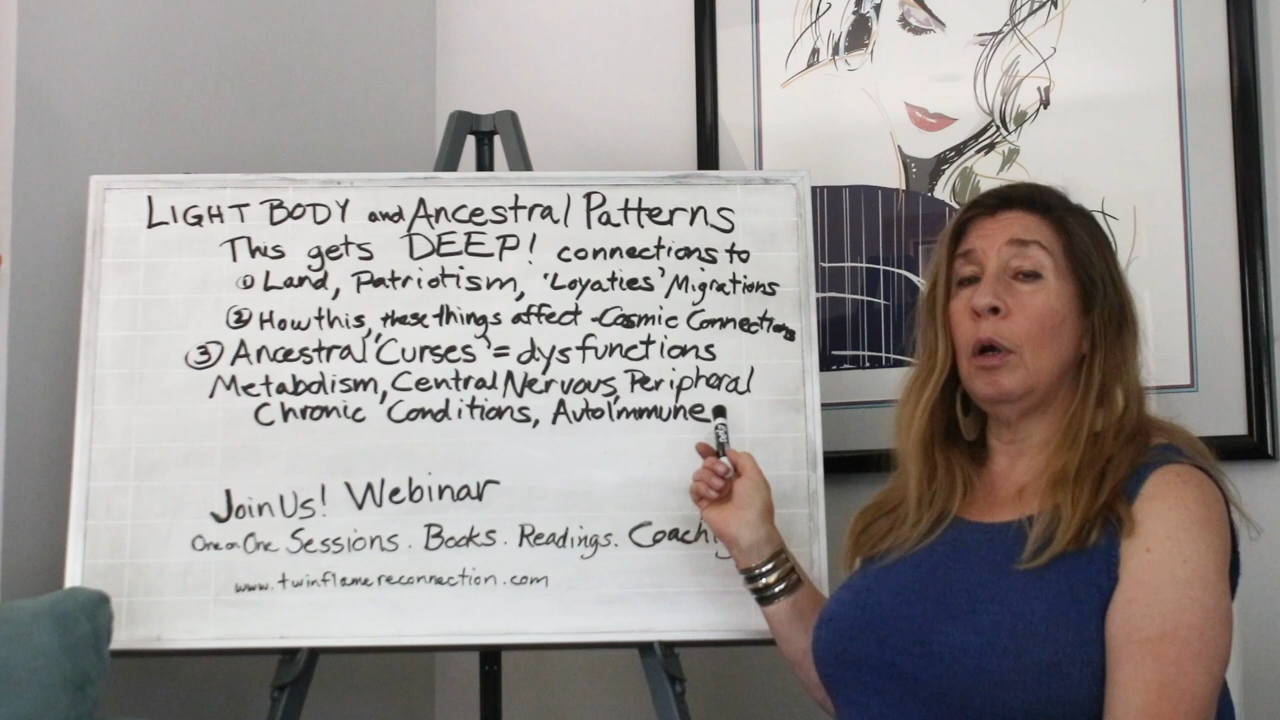 LIGHT BODY and Ancestral Patterns
This gets DEEP! connections to
① Land, Patriotism, 'Loyaties' Migrations
② How this, these things affect - Cosmic Connections
③ Ancestral 'Curses' = dysfunctions
Metabolism, Central Nervous, Peripheral
Chronic Conditions, AutoImmune
Join Us! Webinar
One on One Sessions. Books. Readings. Coaching
www.twinflamereconnection.com